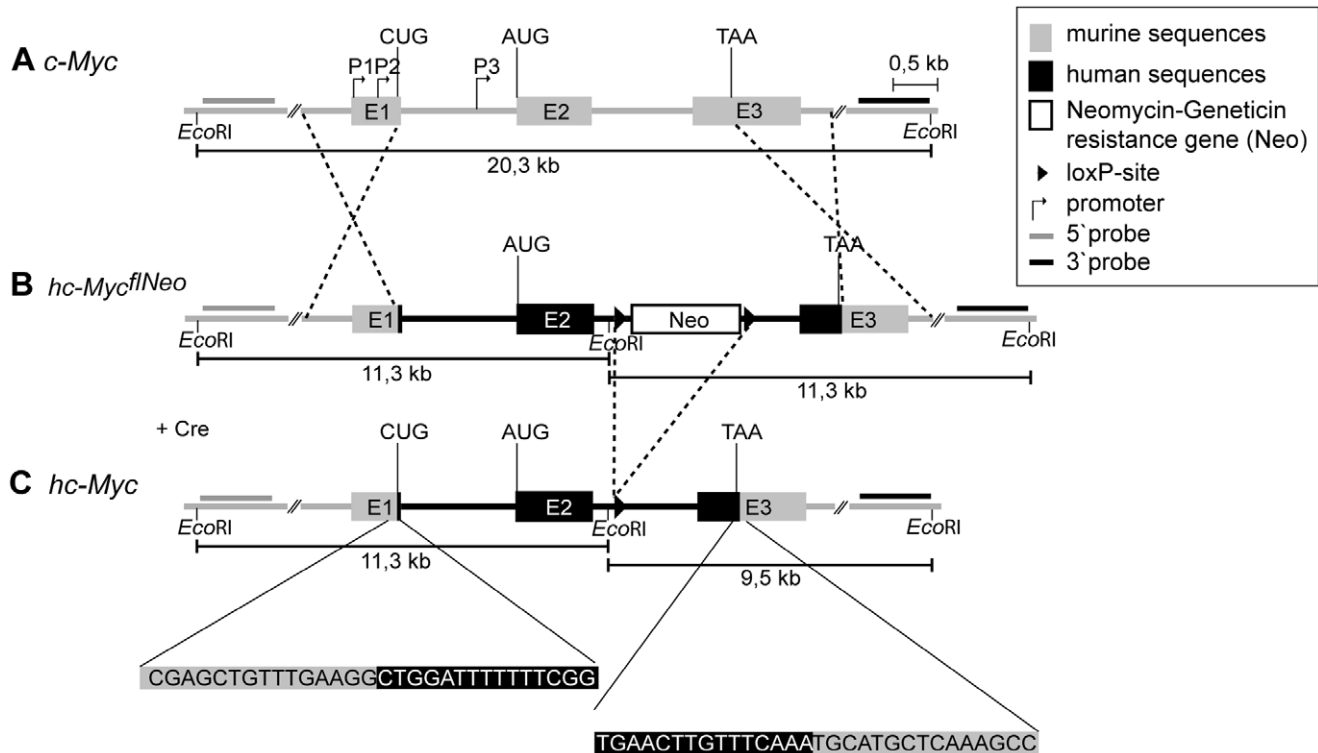 A c-Myc
CUG
AUG
TAA
0,5 kb
P1
P2
P3
E1
E2
E3
EcoRI
EcoRI
20,3 kb
B hc-Myc^flNeo
AUG
TAA
E1
E2
Neo
E3
EcoRI
EcoRI
EcoRI
11,3 kb
11,3 kb
+ Cre
C hc-Myc
CUG
AUG
TAA
E1
E2
E3
EcoRI
EcoRI
EcoRI
11,3 kb
9,5 kb
CGAGCTGTTTGAAGGCTGGATTTTTTTCGG
TGAACTTGTTTCAAATGCATGCTCAAAGCC
murine sequences
human sequences
Neomycin-Geneticin
resistance gene (Neo)
loxP-site
promoter
5`probe
3`probe